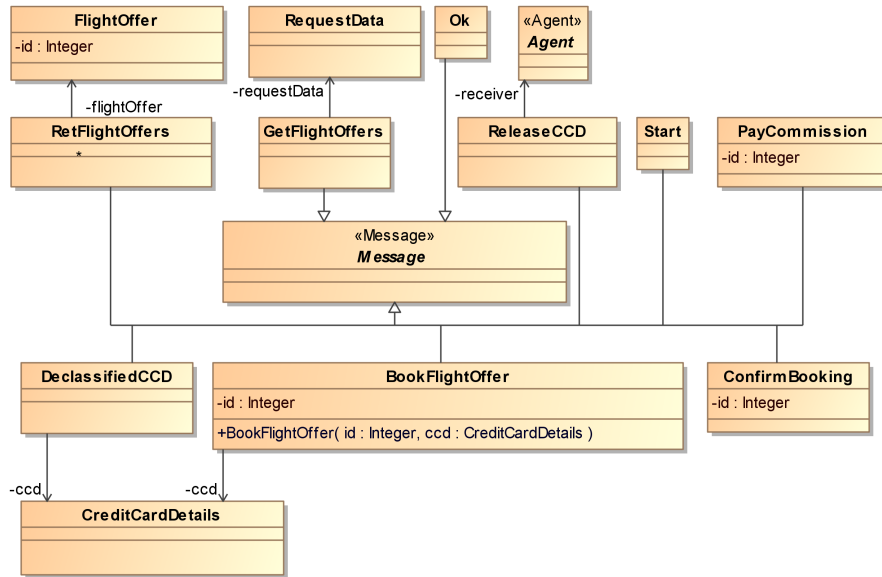 FlightOffer
-id : Integer
RequestData
Ok
«Agent»
Agent
-flightOffer
-requestData
-receiver
RetFlightOffers
*
GetFlightOffers
ReleaseCCD
Start
PayCommission
-id : Integer
«Message»
Message
DeclassifiedCCD
BookFlightOffer
-id : Integer
+BookFlightOffer( id : Integer, ccd : CreditCardDetails )
ConfirmBooking
-id : Integer
-ccd
-ccd
CreditCardDetails